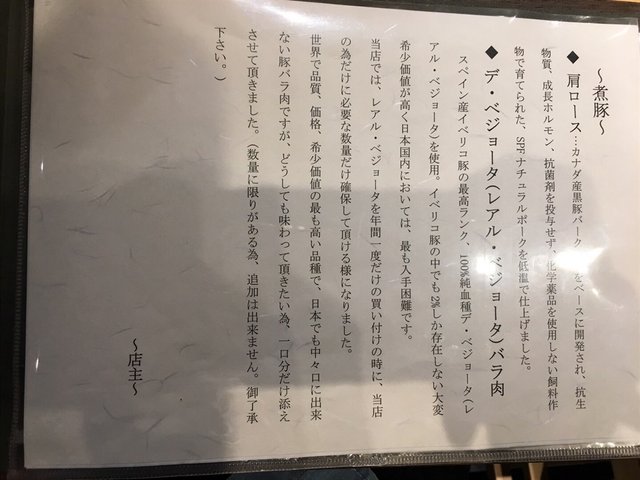 ～煮豚～
◆ 肩ロース…カナダ産黒豚バーク をベースに開発され、抗生
物質、成長ホルモン、抗菌剤を投与せず、化学薬品を使用しない飼料作
物で育てられた、SPFナチュラルポークを低温で仕上げました。
◆ デ・ベジョータ(レアル・ベジョータ)バラ肉
スペイン産イベリコ豚の最高ランク、100%純血種デ・ベジョータ(レ
アル・ベジョータ)を使用。イベリコ豚の中でも2%しか存在しない大変
希少価値が高く日本国内においては、最も入手困難です。
当店では、レアル・ベジョータを年間一度だけの買い付けの時に、当店
の為だけに必要な数量だけ確保して頂ける様になりました。
世界で品質、価格、希少価値の最も高い品種で、日本でも中々口に出来
ない豚バラ肉ですが、どうしても味わって頂きたい為、一口分だけ添え
させて頂きました。(数量に限りがある為、追加は出来ません。御了承
下さい。)
～店主～